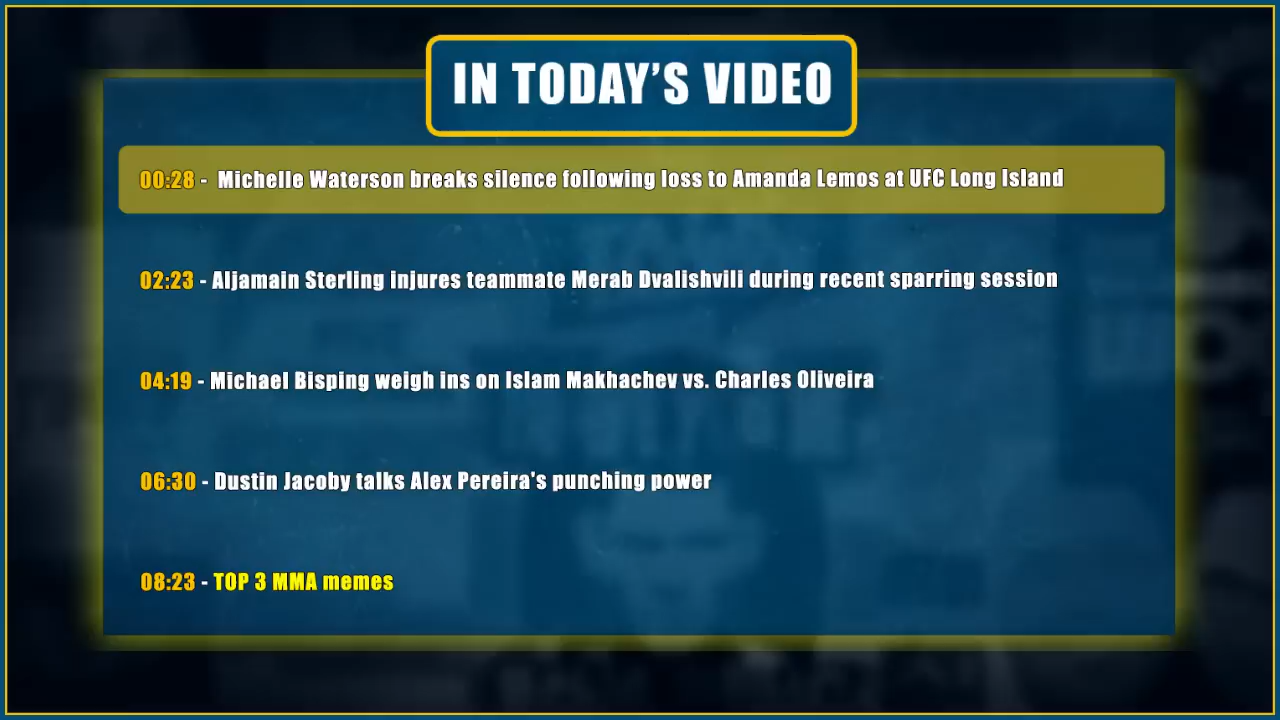 IN TODAY'S VIDEO
00:28 - Michelle Waterson breaks silence following loss to Amanda Lemos at UFC Long Island
02:23 - Aljamain Sterling injures teammate Merab Dvalishvili during recent sparring session
04:19 - Michael Bisping weigh ins on Islam Makhachev vs. Charles Oliveira
06:30 - Dustin Jacoby talks Alex Pereira's punching power
08:23 - TOP 3 MMA memes